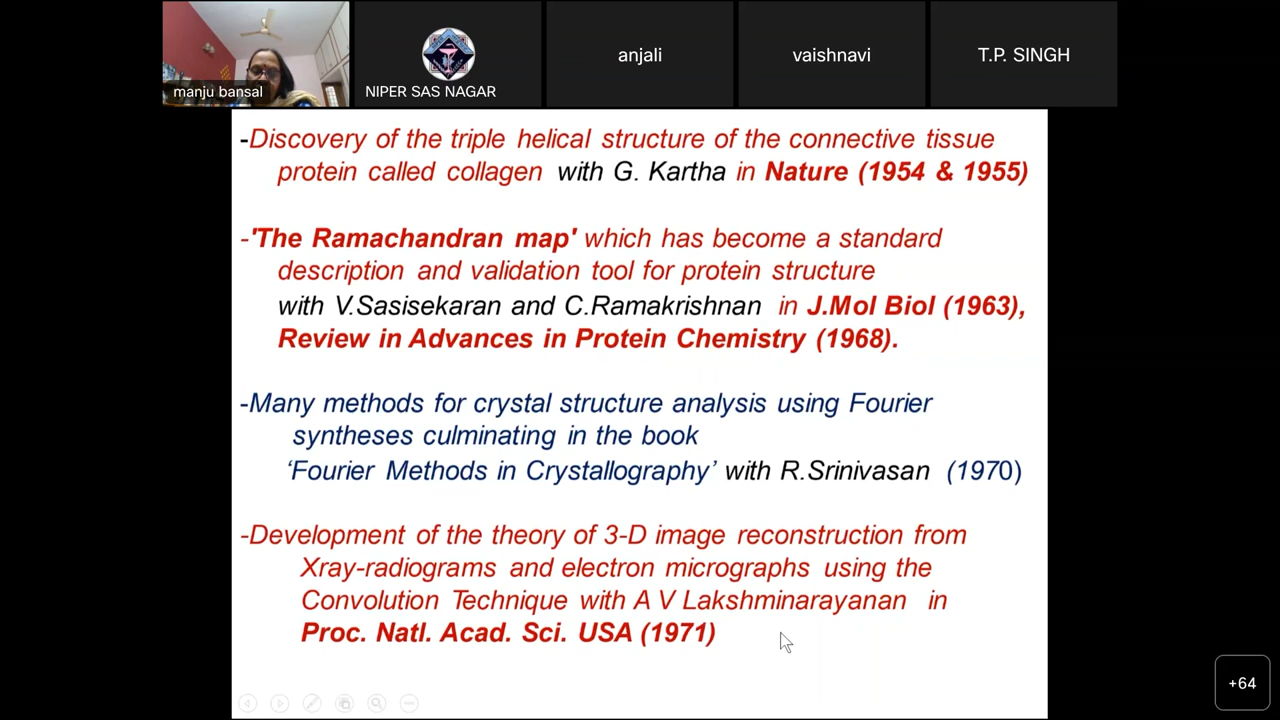 manju bansal
NIPER SAS NAGAR
anjali
vaishnavi
T.P. SINGH
-Discovery of the triple helical structure of the connective tissue
protein called collagen with G. Kartha in Nature (1954 & 1955)
-'The Ramachandran map' which has become a standard
description and validation tool for protein structure
with V.Sasisekaran and C.Ramakrishnan in J.Mol Biol (1963),
Review in Advances in Protein Chemistry (1968).
-Many methods for crystal structure analysis using Fourier
syntheses culminating in the book
‘Fourier Methods in Crystallography’ with R.Srinivasan (1970)
-Development of the theory of 3-D image reconstruction from
Xray-radiograms and electron micrographs using the
Convolution Technique with A V Lakshminarayanan in
Proc. Natl. Acad. Sci. USA (1971)
+64